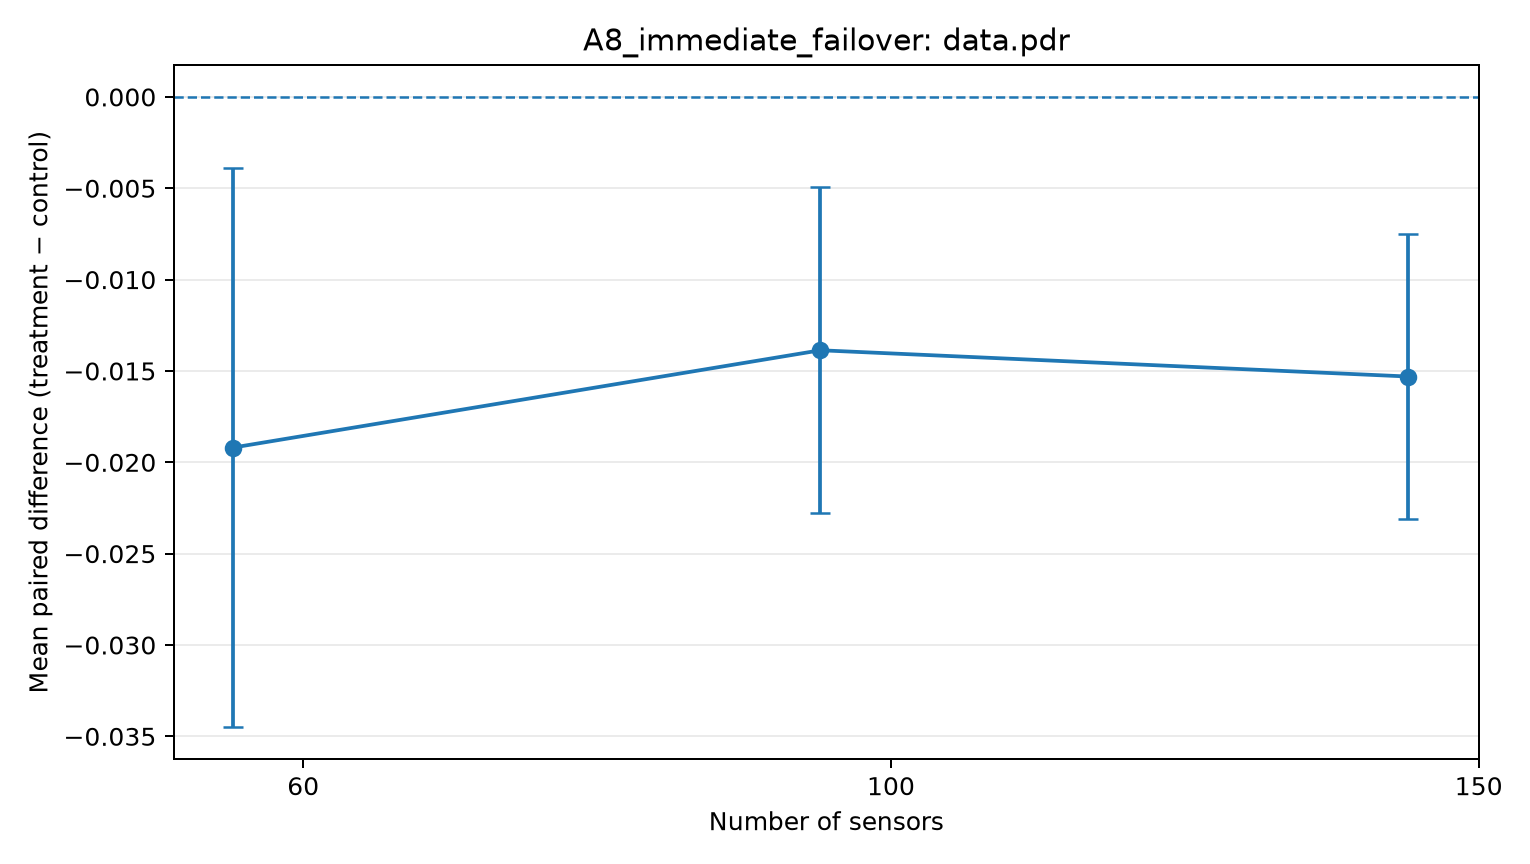 A8_immediate_failover: data.pdr
Mean paired difference (treatment − control)
0.000
−0.005
−0.010
−0.015
−0.020
−0.025
−0.030
−0.035
60 100 150
Number of sensors